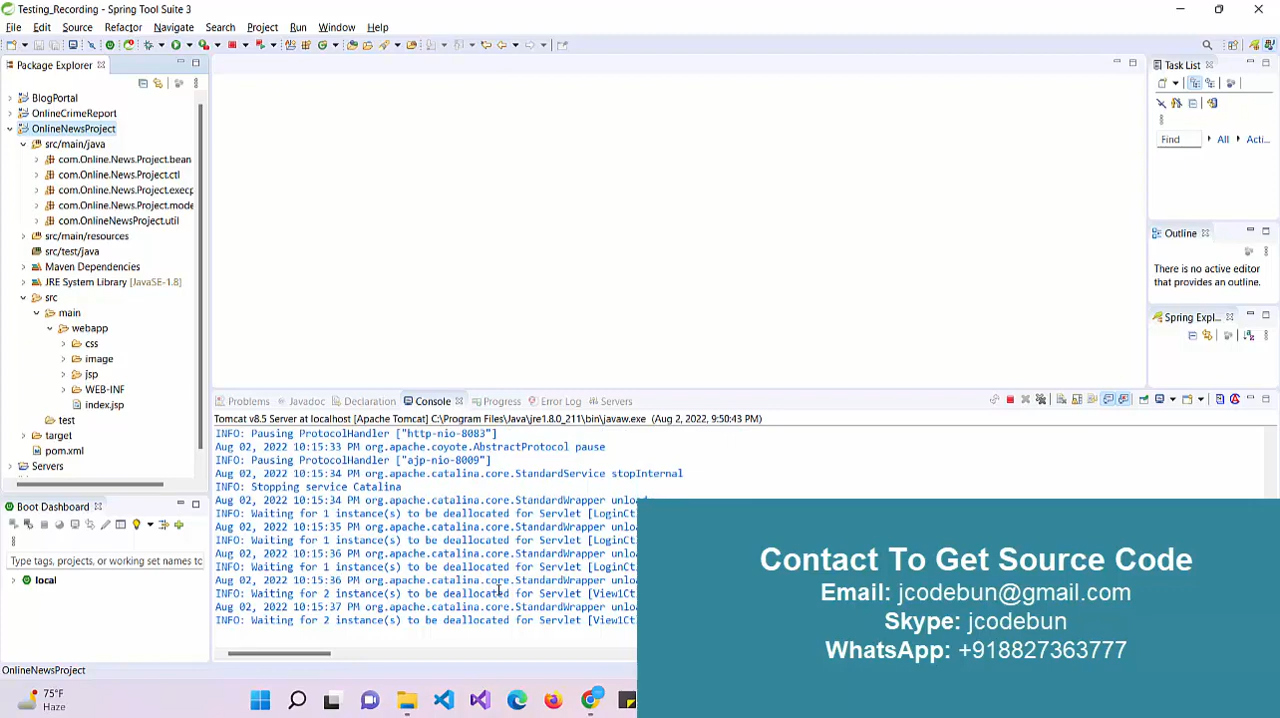 Testing_Recording - Spring Tool Suite 3
File Edit Source Refactor Navigate Search Project Run Window Help
Package Explorer
BlogPortal
OnlineCrimeReport
OnlineNewsProject
src/main/java
com.Online.News.Project.bean
com.Online.News.Project.ctl
com.Online.News.Project.execp
com.Online.News.Project.mode
com.OnlineNewsProject.util
src/main/resources
src/test/java
Maven Dependencies
JRE System Library [JavaSE-1.8]
src
main
webapp
css
image
jsp
WEB-INF
index.jsp
test
target
pom.xml
Servers
Boot Dashboard
Type tags, projects, or working set names tc
local
OnlineNewsProject
Task List
Find All Acti...
Outline
There is no active editor
that provides an outline.
Spring Expl...
Problems Javadoc Declaration Console Progress Error Log Servers
Tomcat v8.5 Server at localhost [Apache Tomcat] C:\Program Files\Java\jre1.8.0_211\bin\javaw.exe (Aug 2, 2022, 9:50:43 PM)
INFO: Pausing ProtocolHandler ["http-nio-8083"]
Aug 02, 2022 10:15:33 PM org.apache.coyote.AbstractProtocol pause
INFO: Pausing ProtocolHandler ["ajp-nio-8009"]
Aug 02, 2022 10:15:34 PM org.apache.catalina.core.StandardService stopInternal
INFO: Stopping service Catalina
Aug 02, 2022 10:15:34 PM org.apache.catalina.core.StandardWrapper unload
INFO: Waiting for 1 instance(s) to be deallocated for Servlet [LoginCt
Aug 02, 2022 10:15:35 PM org.apache.catalina.core.StandardWrapper unlo
INFO: Waiting for 1 instance(s) to be deallocated for Servlet [LoginCt
Aug 02, 2022 10:15:36 PM org.apache.catalina.core.StandardWrapper unlo
INFO: Waiting for 1 instance(s) to be deallocated for Servlet [LoginCt
Aug 02, 2022 10:15:36 PM org.apache.catalina.core.StandardWrapper unlo
INFO: Waiting for 2 instance(s) to be deallocated for Servlet [View1Ct
Aug 02, 2022 10:15:37 PM org.apache.catalina.core.StandardWrapper unlo
INFO: Waiting for 2 instance(s) to be deallocated for Servlet [View1Ct
Contact To Get Source Code
Email: jcodebun@gmail.com
Skype: jcodebun
WhatsApp: +918827363777
75°F
Haze